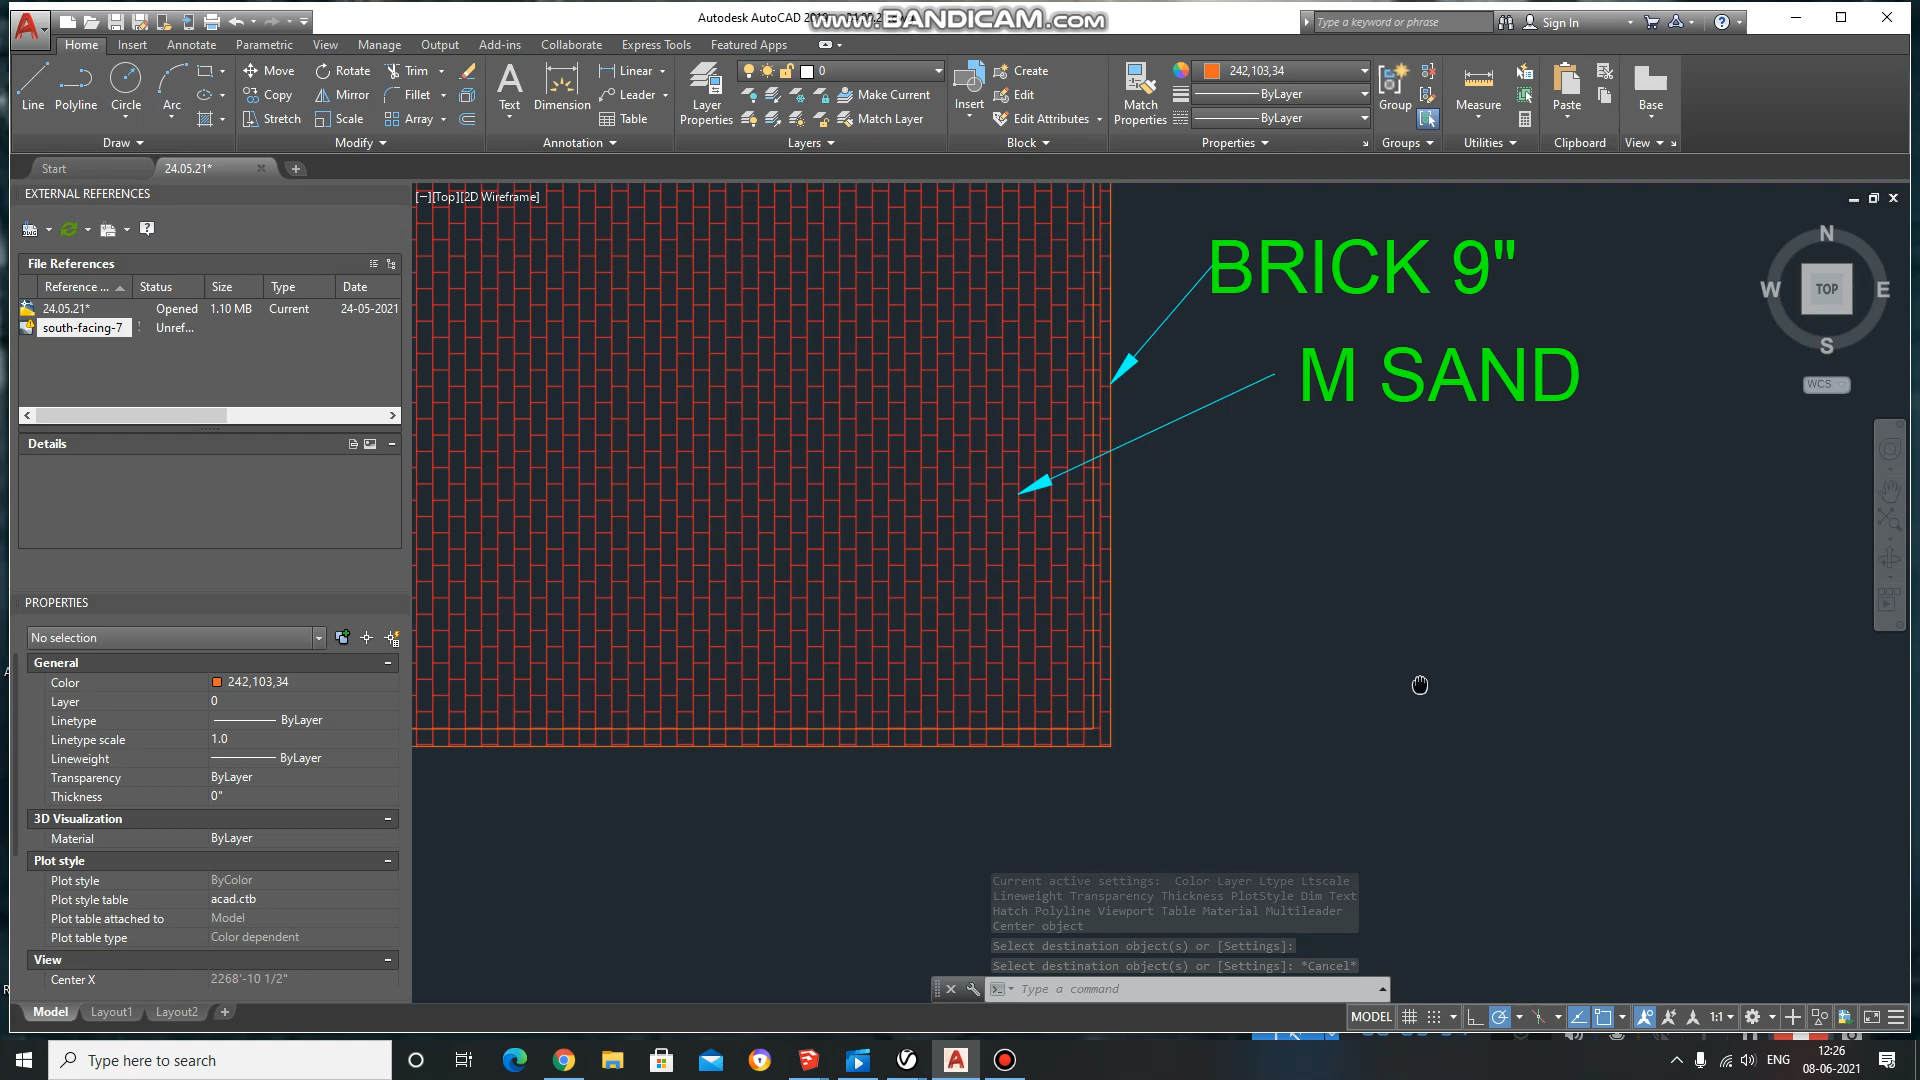 Autodesk AutoCAD 20
www.BANDICAM.com
Type a keyword or phrase
Sign In
Home Insert Annotate Parametric View Manage Output Add-ins Collaborate Express Tools Featured Apps
Line Polyline Circle Arc
Move Rotate Trim
Copy Mirror Fillet
Stretch Scale Array
Text Dimension
Linear
Leader
Table
Layer Properties
0
Make Current
Match Layer
Insert
Create
Edit
Edit Attributes
Match Properties
242,103,34
ByLayer
ByLayer
Group
Measure
Paste
Base
Draw Modify Annotation Layers Block Properties Groups Utilities Clipboard View
Start
24.05.21*
EXTERNAL REFERENCES
File References
Reference ... Status Size Type Date
24.05.21* Opened 1.10 MB Current 24-05-2021
south-facing-7 ! Unref...
Details
PROPERTIES
No selection
General
Color 242,103,34
Layer 0
Linetype ByLayer
Linetype scale 1.0
Lineweight ByLayer
Transparency ByLayer
Thickness 0"
3D Visualization
Material ByLayer
Plot style
Plot style ByColor
Plot style table acad.ctb
Plot table attached to Model
Plot table type Color dependent
View
Center X 2268'-10 1/2"
[−][Top][2D Wireframe]
BRICK 9"
M SAND
N
W TOP E
S
WCS
Current active settings: Color Layer Ltype Ltscale
Lineweight Transparency Thickness PlotStyle Dim Text
Hatch Polyline Viewport Table Material Multileader
Center object
Select destination object(s) or [Settings]:
Select destination object(s) or [Settings]: *Cancel*
Type a command
Model Layout1 Layout2
MODEL 1:1
Type here to search
ENG
12:26
08-06-2021